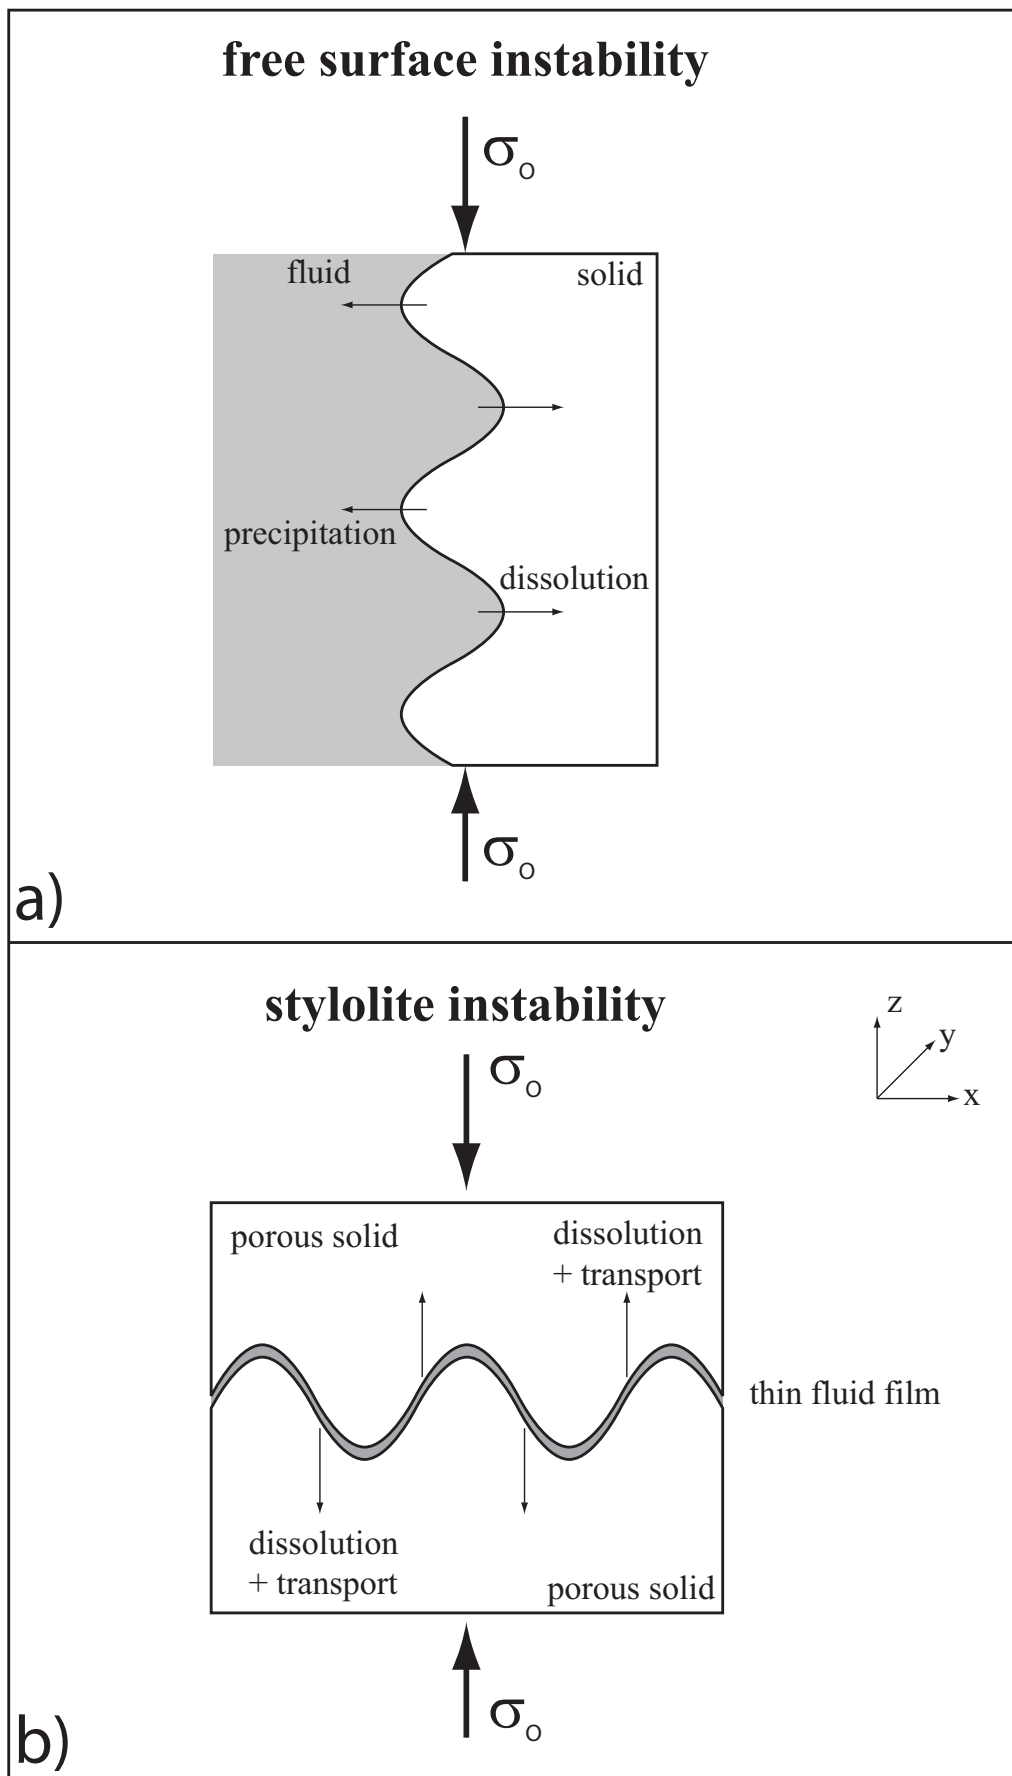 free surface instability
σo
fluid
solid
precipitation
dissolution
σo
a)
stylolite instability
σo
z
y
x
porous solid
dissolution
+ transport
thin fluid film
dissolution
+ transport
porous solid
σo
b)